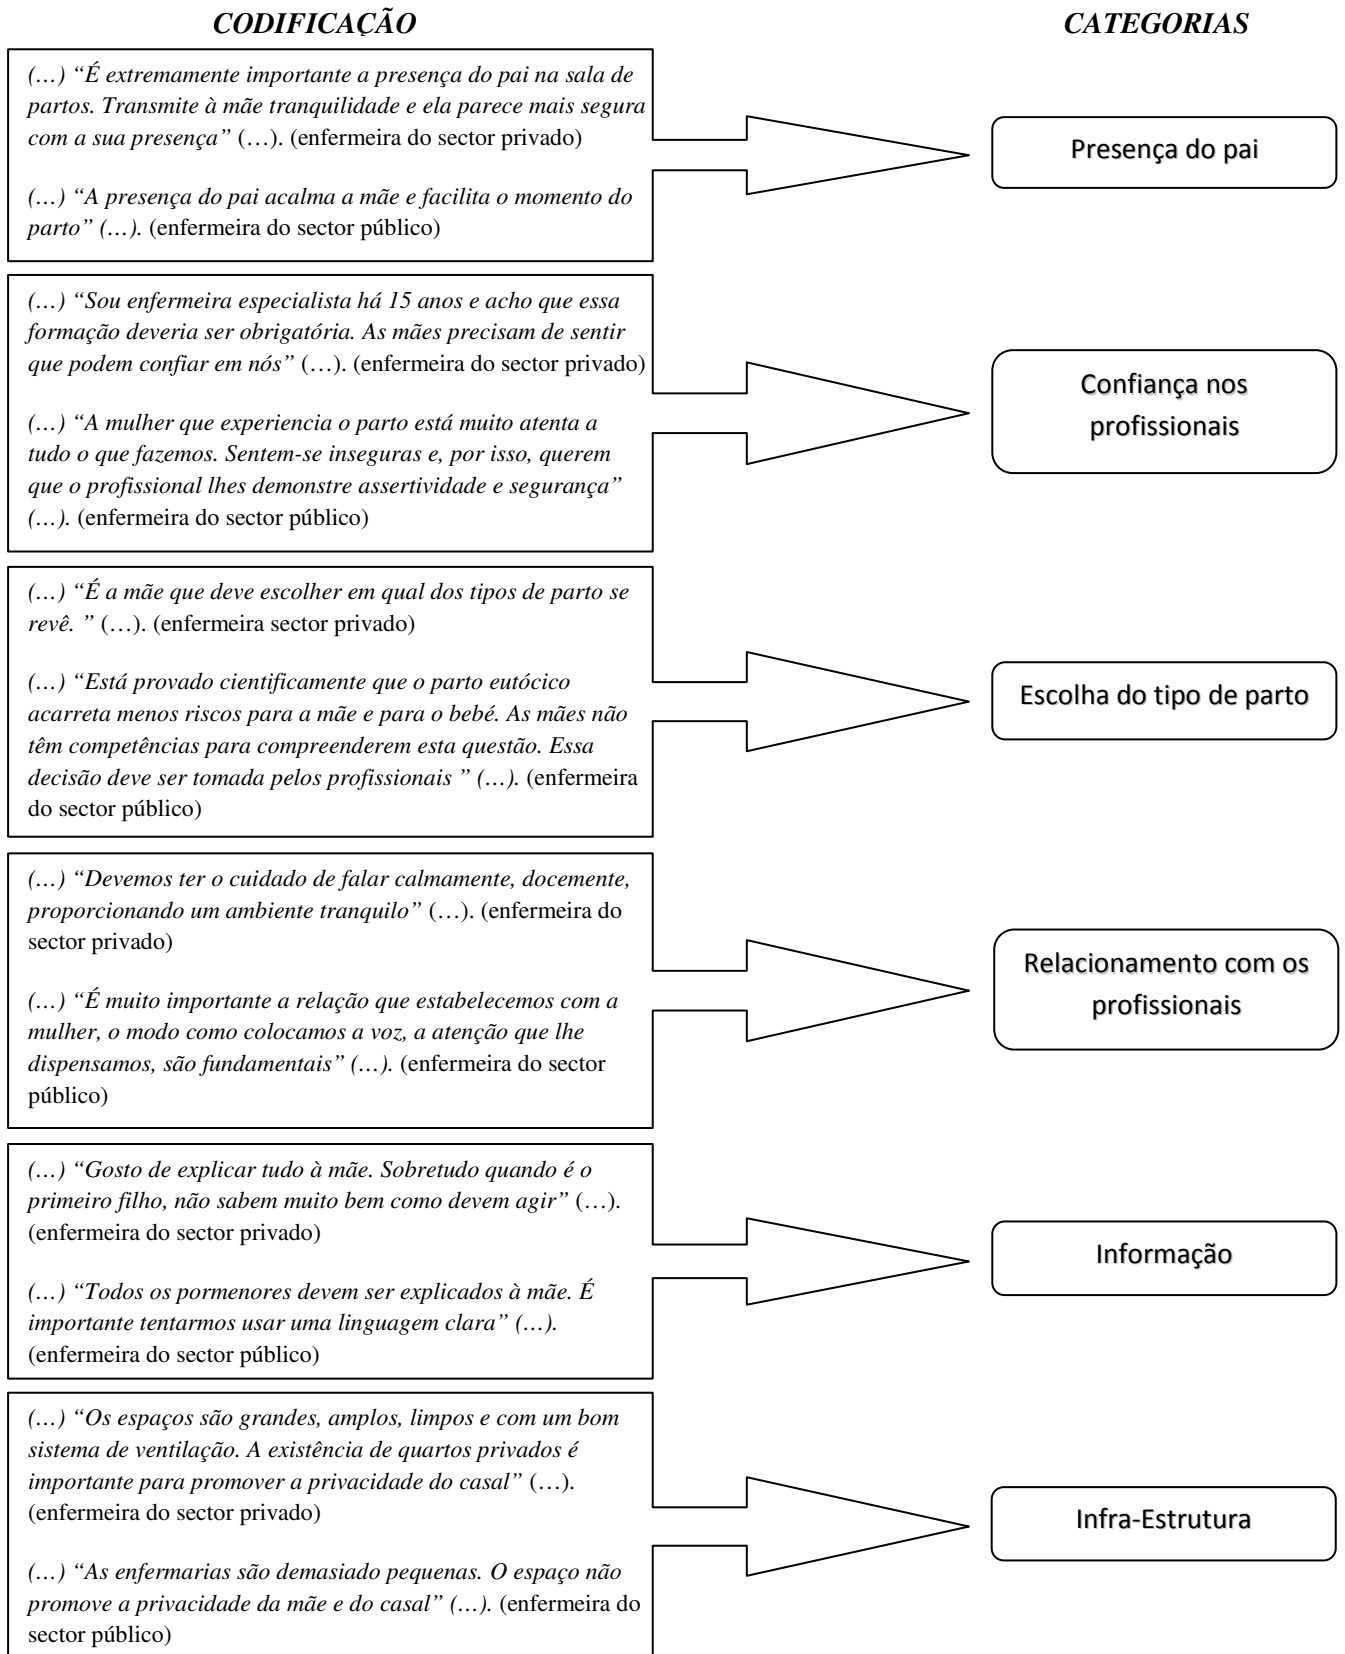 CODIFICAÇÃO
CATEGORIAS
(…) “É extremamente importante a presença do pai na sala de
partos. Transmite à mãe tranquilidade e ela parece mais segura
com a sua presença” (…). (enfermeira do sector privado)
(…) “A presença do pai acalma a mãe e facilita o momento do
parto” (…). (enfermeira do sector público)
Presença do pai
(…) “Sou enfermeira especialista há 15 anos e acho que essa
formação deveria ser obrigatória. As mães precisam de sentir
que podem confiar em nós” (…). (enfermeira do sector privado)
(…) “A mulher que experiencia o parto está muito atenta a
tudo o que fazemos. Sentem-se inseguras e, por isso, querem
que o profissional lhes demonstre assertividade e segurança”
(…). (enfermeira do sector público)
Confiança nos
profissionais
(…) “É a mãe que deve escolher em qual dos tipos de parto se
revê. ” (…). (enfermeira sector privado)
(…) “Está provado cientificamente que o parto eutócico
acarreta menos riscos para a mãe e para o bebé. As mães não
têm competências para compreenderem esta questão. Essa
decisão deve ser tomada pelos profissionais ” (…). (enfermeira
do sector público)
Escolha do tipo de parto
(…) “Devemos ter o cuidado de falar calmamente, docemente,
proporcionando um ambiente tranquilo” (…). (enfermeira do
sector privado)
(…) “É muito importante a relação que estabelecemos com a
mulher, o modo como colocamos a voz, a atenção que lhe
dispensamos, são fundamentais” (…). (enfermeira do sector
público)
Relacionamento com os
profissionais
(…) “Gosto de explicar tudo à mãe. Sobretudo quando é o
primeiro filho, não sabem muito bem como devem agir” (…).
(enfermeira do sector privado)
(…) “Todos os pormenores devem ser explicados à mãe. É
importante tentarmos usar uma linguagem clara” (…).
(enfermeira do sector público)
Informação
(…) “Os espaços são grandes, amplos, limpos e com um bom
sistema de ventilação. A existência de quartos privados é
importante para promover a privacidade do casal” (…).
(enfermeira do sector privado)
(…) “As enfermarias são demasiado pequenas. O espaço não
promove a privacidade da mãe e do casal” (…). (enfermeira do
sector público)
Infra-Estrutura